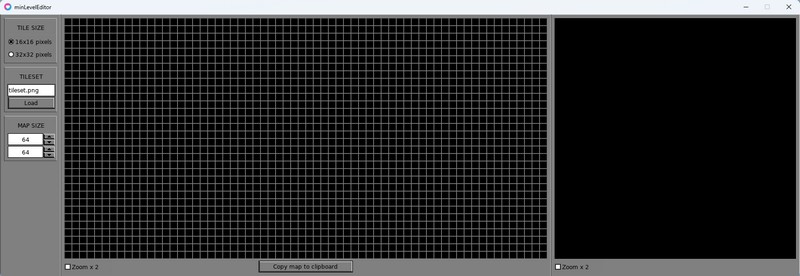 minLevelEditor
TILE SIZE
16x16 pixels
32x32 pixels
TILESET
tileset.png
Load
MAP SIZE
64
64
Zoom x 2
Copy map to clipboard
Zoom x 2